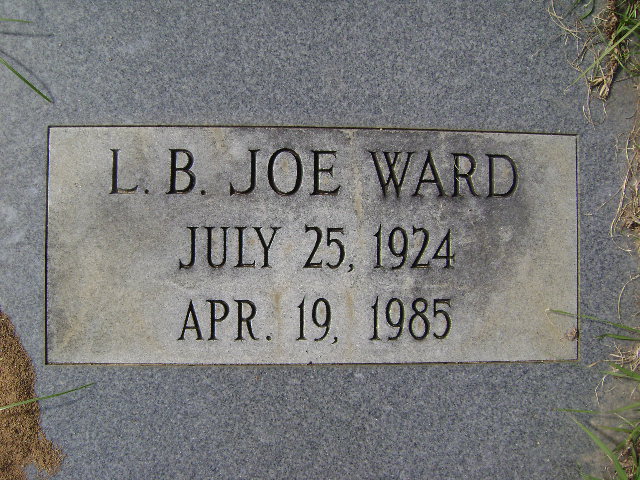 L. B. JOE WARD
JULY 25, 1924
APR. 19, 1985